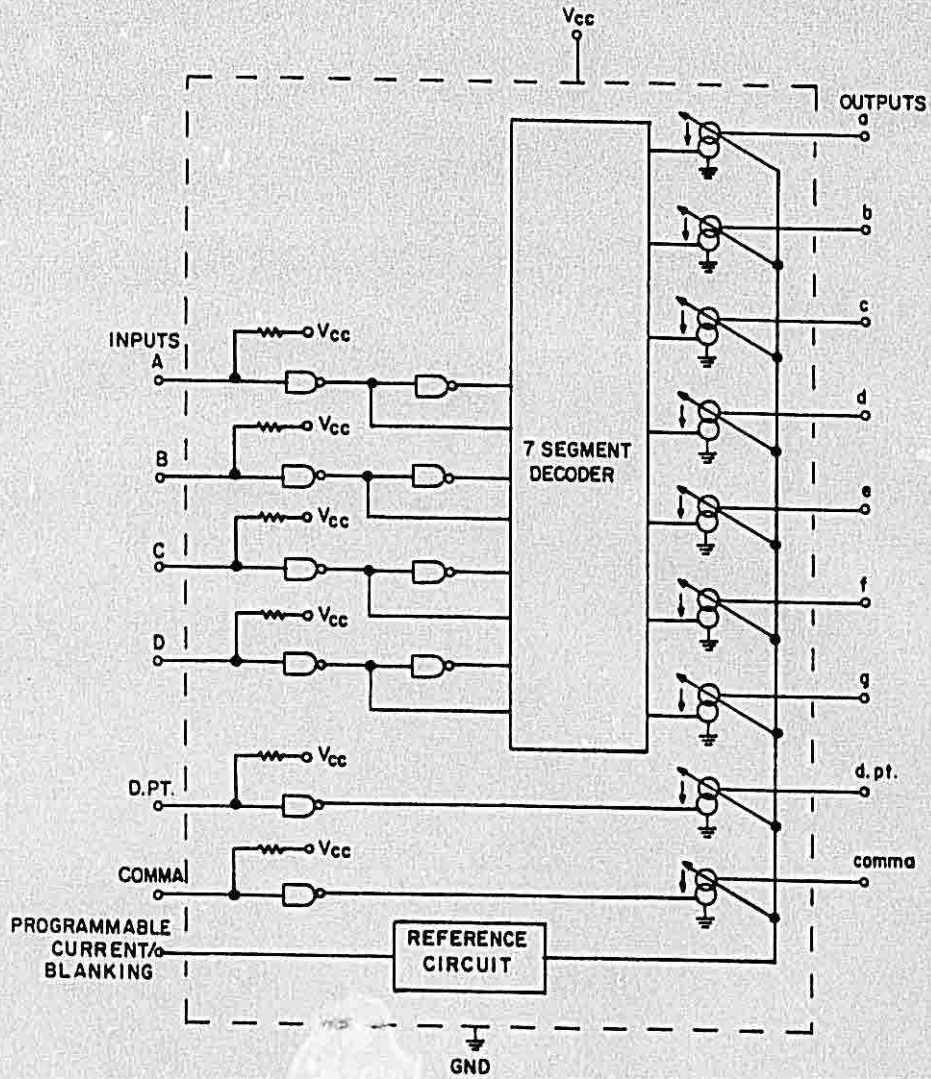 Vcc
OUTPUTS
a
b
c
INPUTS
A
Vcc
d
B
Vcc
7 SEGMENT
DECODER
e
C
Vcc
f
D
Vcc
g
D.PT.
Vcc
d.pt.
COMMA
Vcc
comma
PROGRAMMABLE
CURRENT/
BLANKING
REFERENCE
CIRCUIT
GND